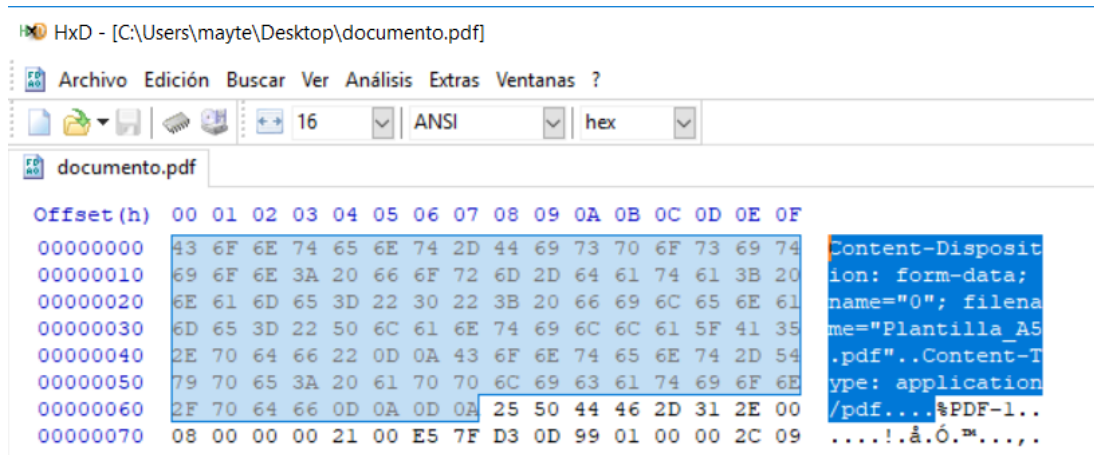 HxD - [C:\Users\mayte\Desktop\documento.pdf]
Archivo Edición Buscar Ver Análisis Extras Ventanas ?
16 ANSI hex
documento.pdf
Offset(h) 00 01 02 03 04 05 06 07 08 09 0A 0B 0C 0D 0E 0F
00000000 43 6F 6E 74 65 6E 74 2D 44 69 73 70 6F 73 69 74 Content-Disposit
00000010 69 6F 6E 3A 20 66 6F 72 6D 2D 64 61 74 61 3B 20 ion: form-data;
00000020 6E 61 6D 65 3D 22 30 22 3B 20 66 69 6C 65 6E 61 name="0"; filena
00000030 6D 65 3D 22 50 6C 61 6E 74 69 6C 6C 61 5F 41 35 me="Plantilla_A5
00000040 2E 70 64 66 22 0D 0A 43 6F 6E 74 65 6E 74 2D 54 .pdf"..Content-T
00000050 79 70 65 3A 20 61 70 70 6C 69 63 61 74 69 6F 6E ype: application
00000060 2F 70 64 66 0D 0A 0D 0A 25 50 44 46 2D 31 2E 00 /pdf....%PDF-1..
00000070 08 00 00 00 21 00 E5 7F D3 0D 99 01 00 00 2C 09 ....!.å.Ó.™...,.